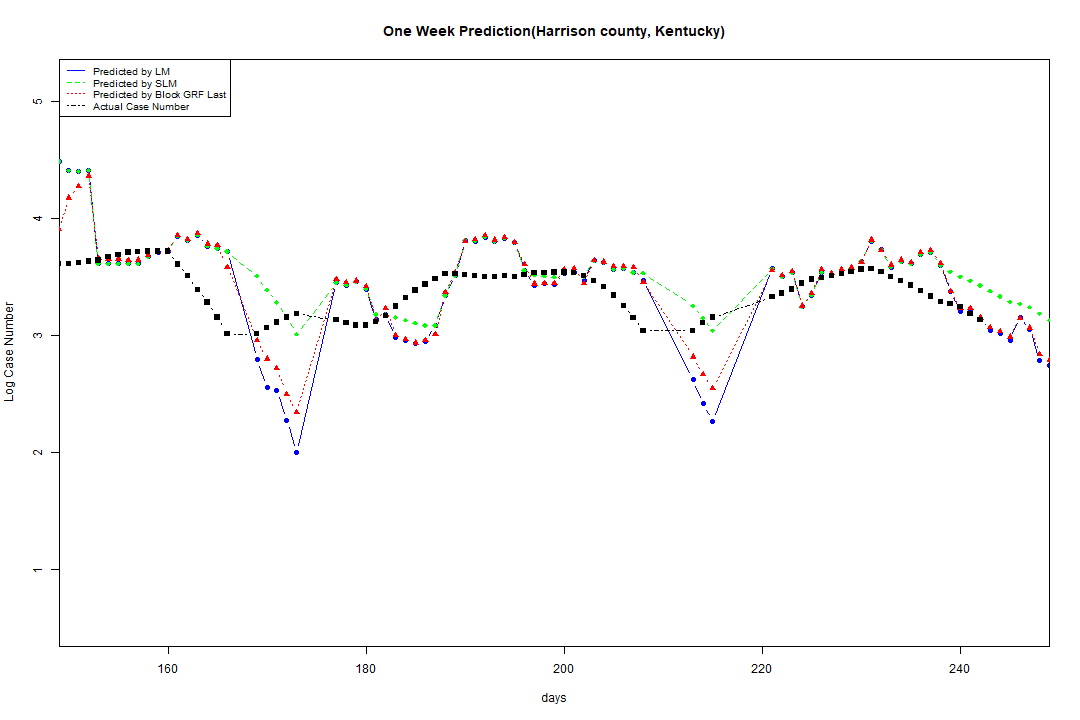 One Week Prediction(Harrison county, Kentucky)
Predicted by LM
Predicted by SLM
Predicted by Block GRF Last
Actual Case Number
5
4
3
2
1
Log Case Number
160 180 200 220 240
days